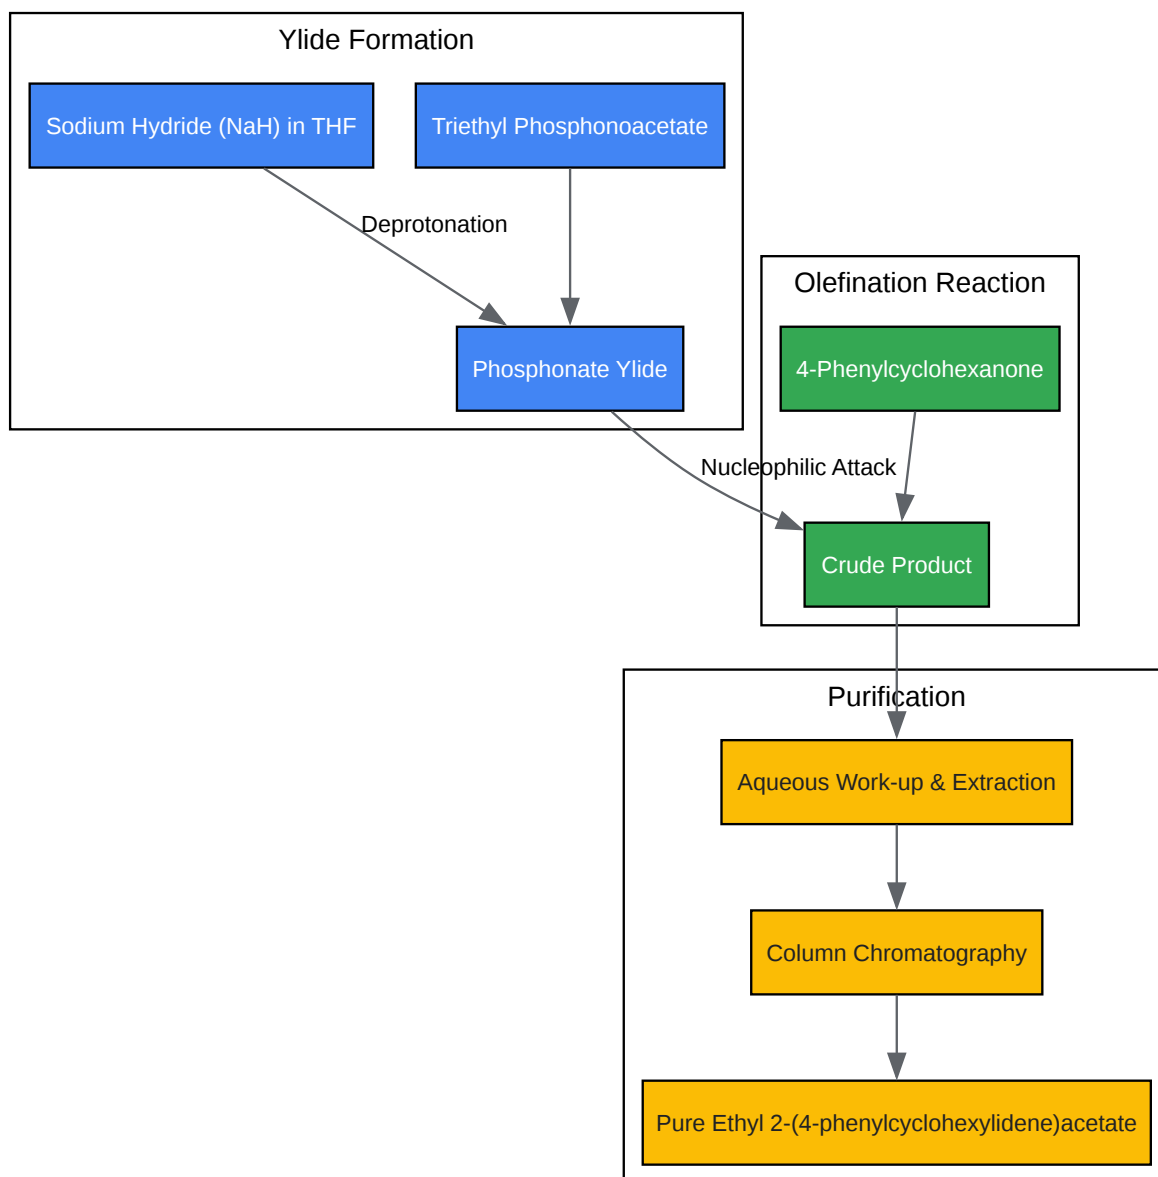 Ylide Formation
Sodium Hydride (NaH) in THF
Triethyl Phosphonoacetate
Deprotonation
Phosphonate Ylide
Olefination Reaction
4-Phenylcyclohexanone
Nucleophilic Attack
Crude Product
Purification
Aqueous Work-up & Extraction
Column Chromatography
Pure Ethyl 2-(4-phenylcyclohexylidene)acetate